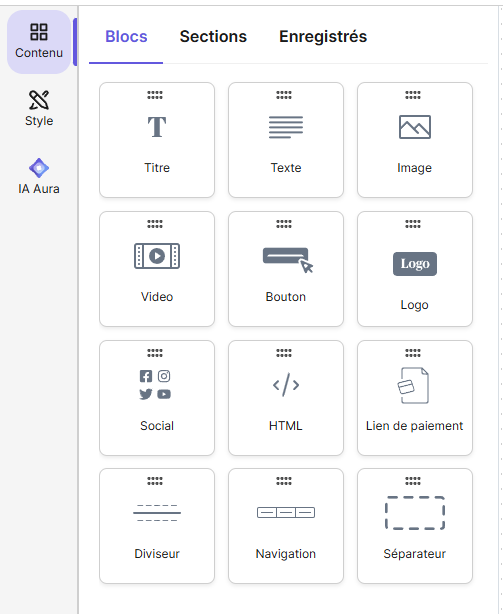 Contenu
Style
IA Aura
Blocs Sections Enregistrés
T
Titre Texte Image
Logo
Video Bouton Logo
</>
Social HTML Lien de paiement
Diviseur Navigation Séparateur